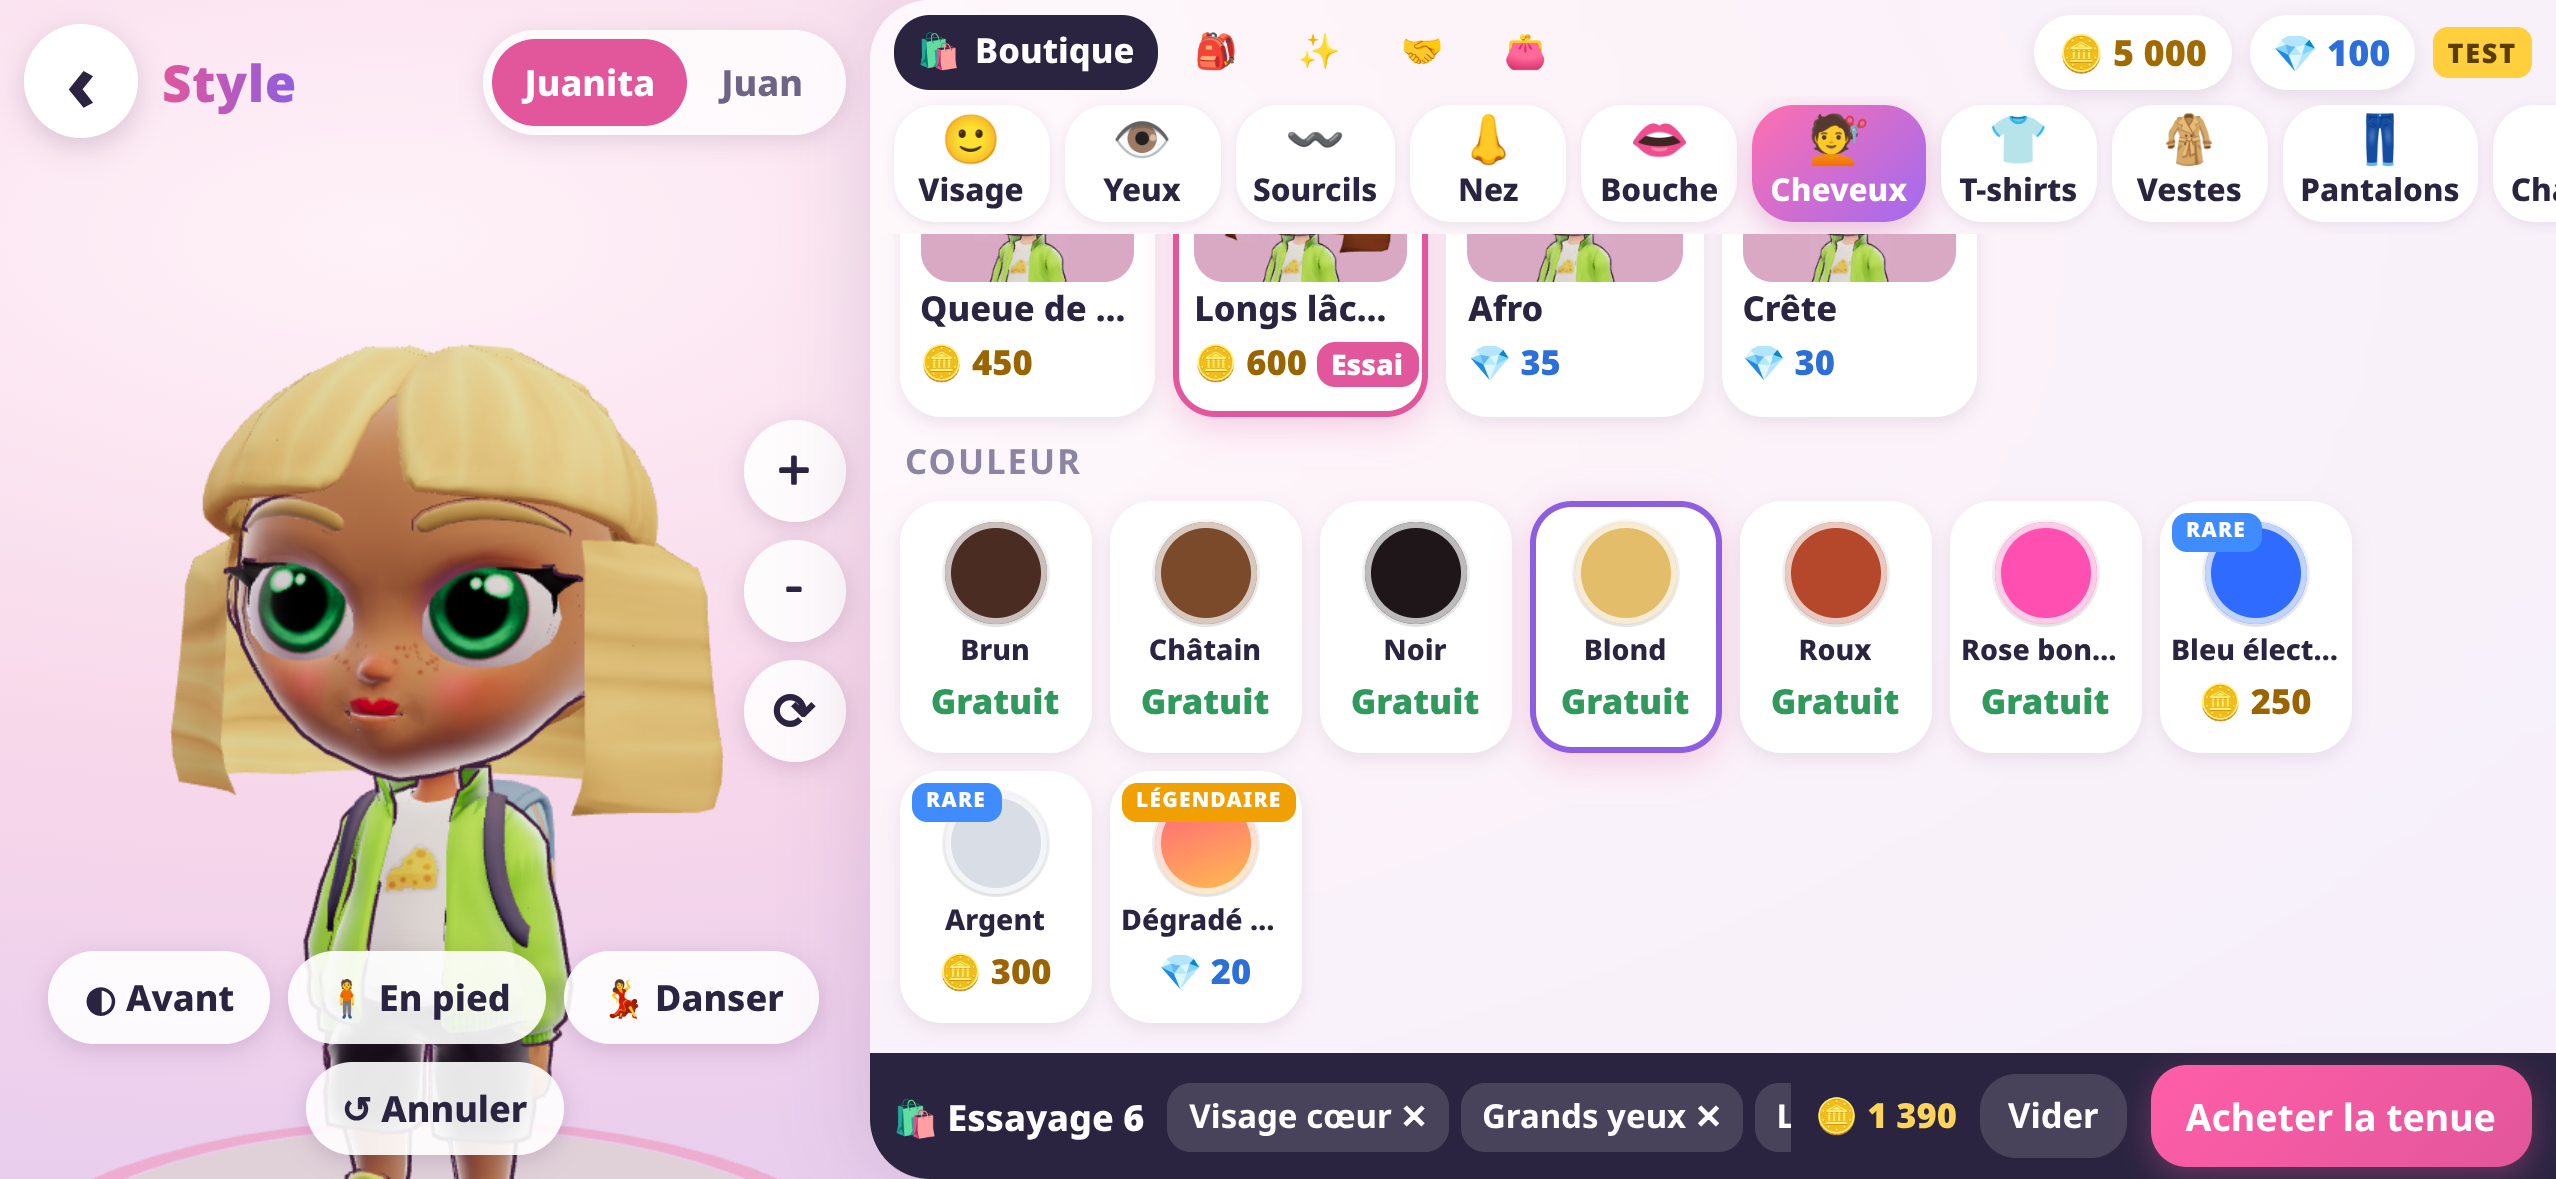 Style
Juanita
Juan
Boutique
5 000
100
TEST
Visage
Yeux
Sourcils
Nez
Bouche
Cheveux
T-shirts
Vestes
Pantalons
Queue de ...
450
Longs lâc...
600
Essai
Afro
35
Crête
30
COULEUR
Brun
Gratuit
Châtain
Gratuit
Noir
Gratuit
Blond
Gratuit
Roux
Gratuit
Rose bon...
Gratuit
RARE
Bleu élect...
250
RARE
Argent
300
LÉGENDAIRE
Dégradé ...
20
Avant
En pied
Danser
Annuler
Essayage 6
Visage cœur ✕
Grands yeux ✕
1 390
Vider
Acheter la tenue